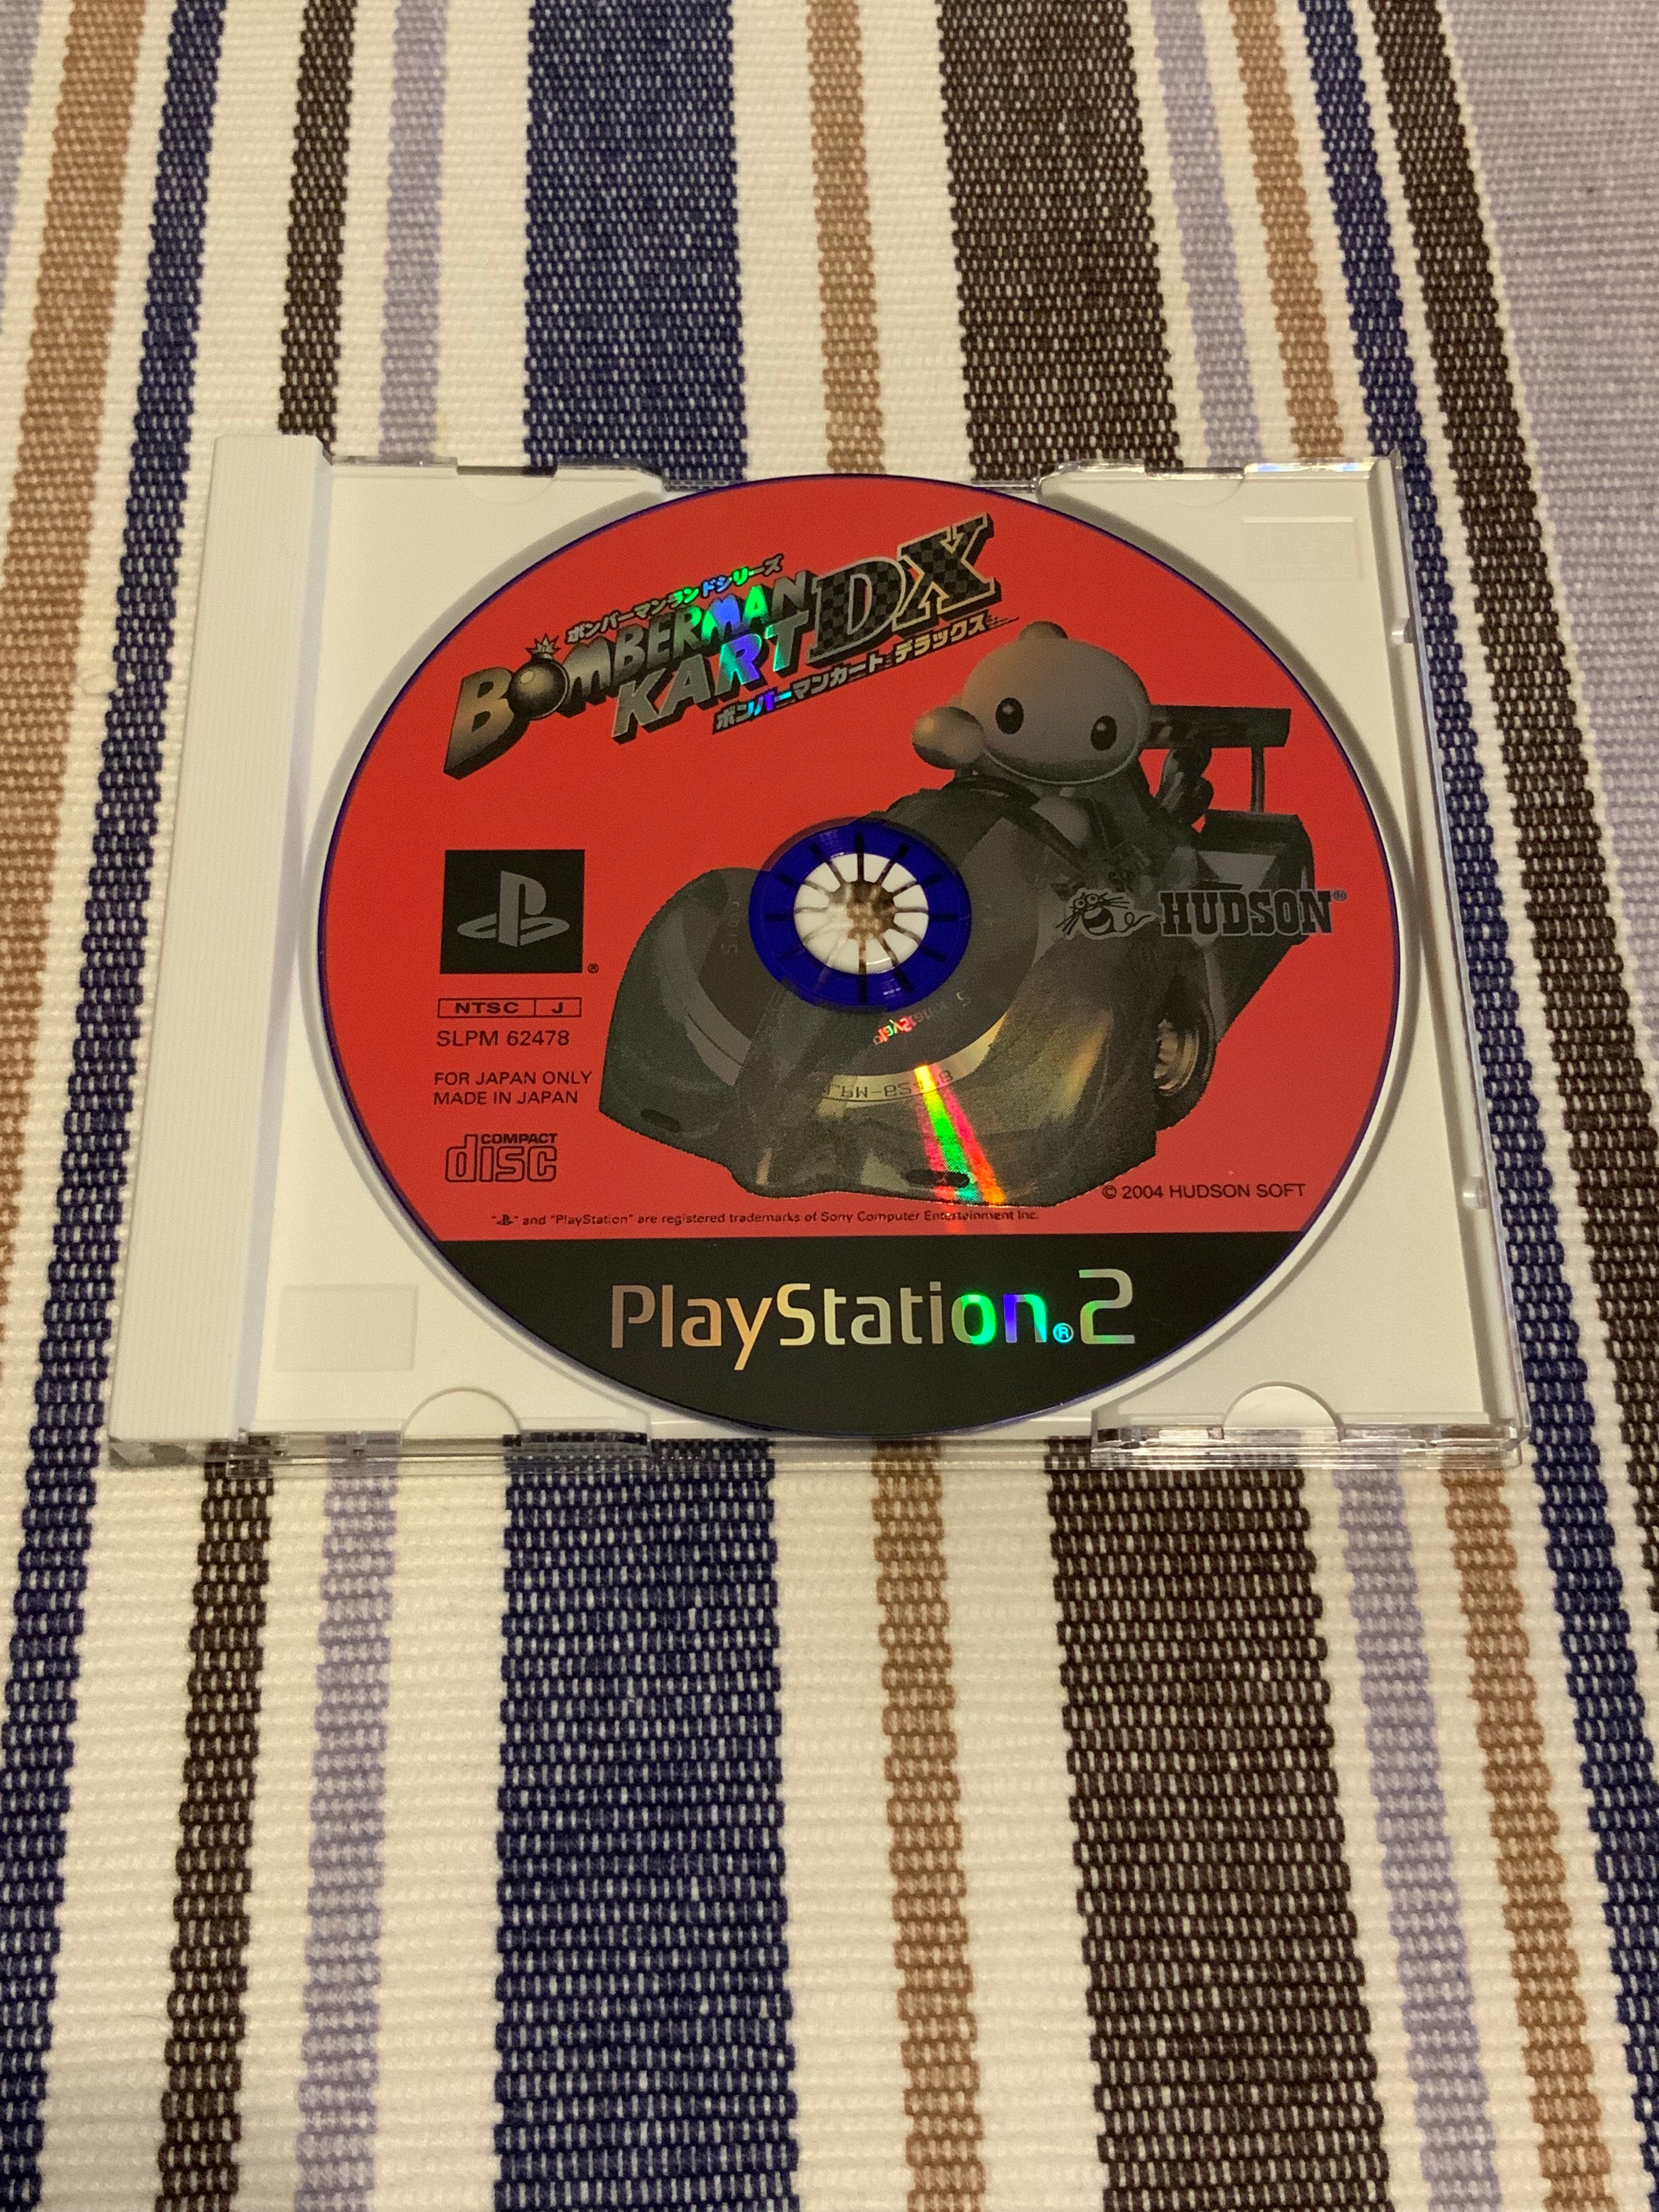 ボンバーマンランドシリーズ
BOMBERMAN
KART DX
ボンバーマンカート デラックス
HUDSON
®
NTSC J
SLPM 62478
FOR JAPAN ONLY
MADE IN JAPAN
COMPACT
disc
© 2004 HUDSON SOFT
" " and "PlayStation" are registered trademarks of Sony Computer Entertainment Inc.
PlayStation®2